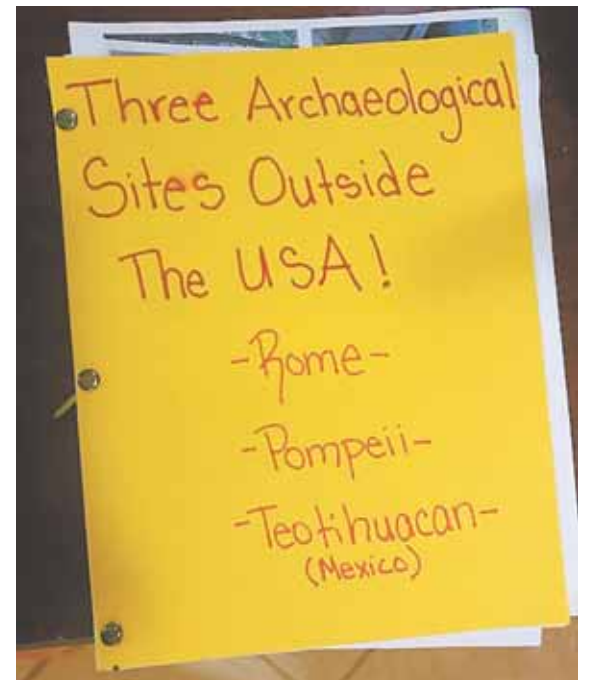 Three Archaeological
Sites Outside
The USA!
-Rome-
-Pompeii-
-Teotihuacan-
(Mexico)